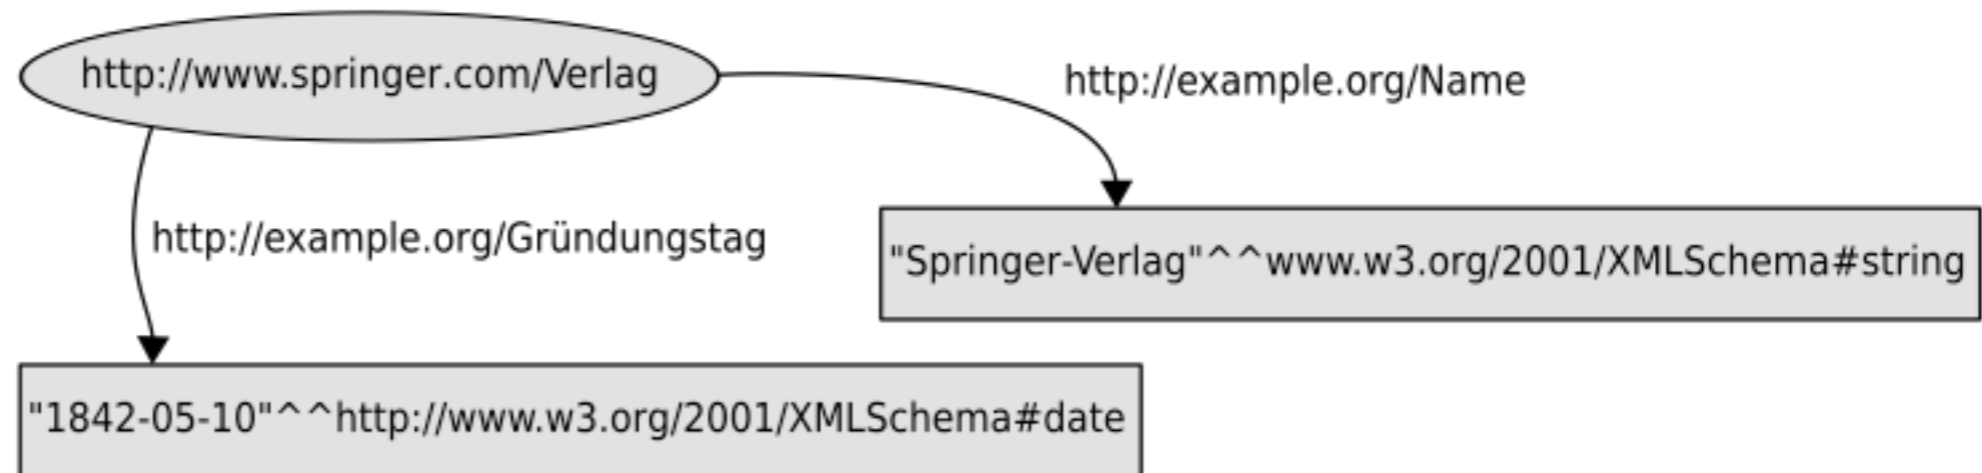 http://www.springer.com/Verlag
http://example.org/Name
http://example.org/Gründungstag
"Springer-Verlag"^^www.w3.org/2001/XMLSchema#string
"1842-05-10"^^http://www.w3.org/2001/XMLSchema#date